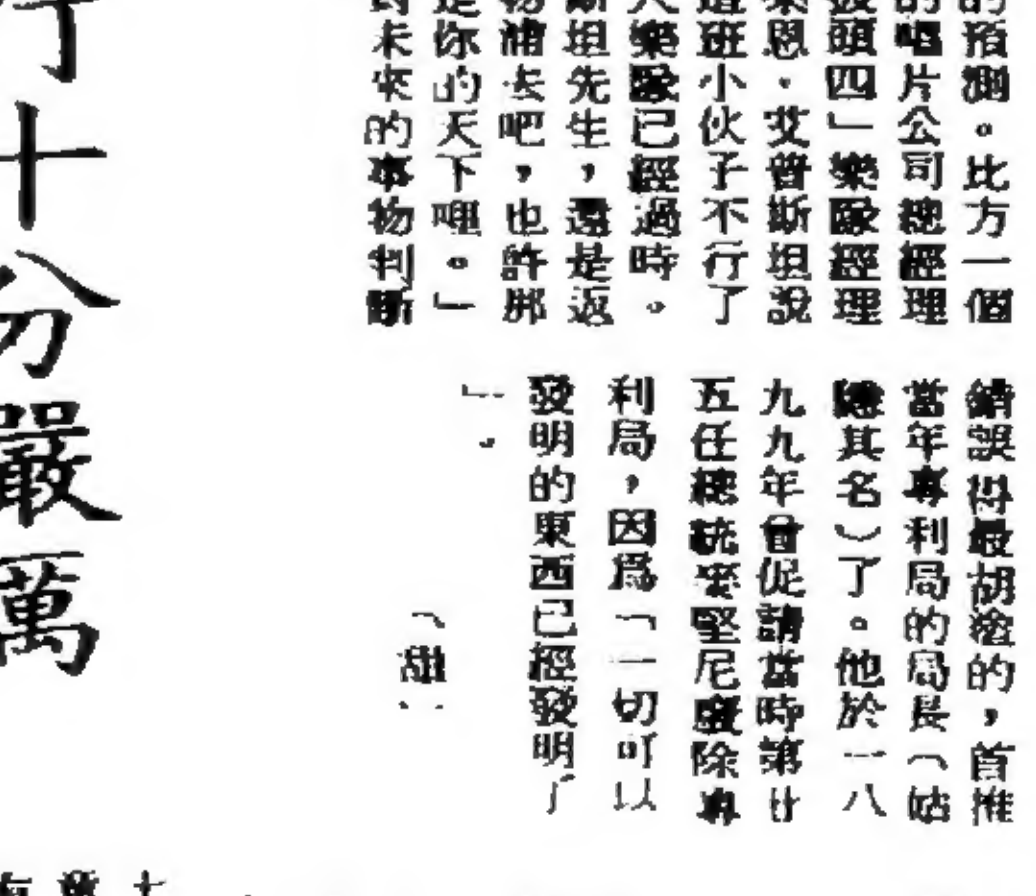 的預測。比方一個
的唱片公司總經理
披頭四」樂隊經理
萊恩·艾普斯坦說
這班小伙子不行了
人樂隊已經過時。
斯坦先生,還是返
物浦去吧,也許那
是你的天下哩。」
對未來的事物判斷
錯誤得最胡塗的,首推
當年專利局的局長(姑
隱其名)了。他於一八
九九年曾促請當時第廿
五任總統麥堅尼廢除專
利局,因為「一切可以
發明的東西已經發明了
」。
(甜)
十分嚴萬